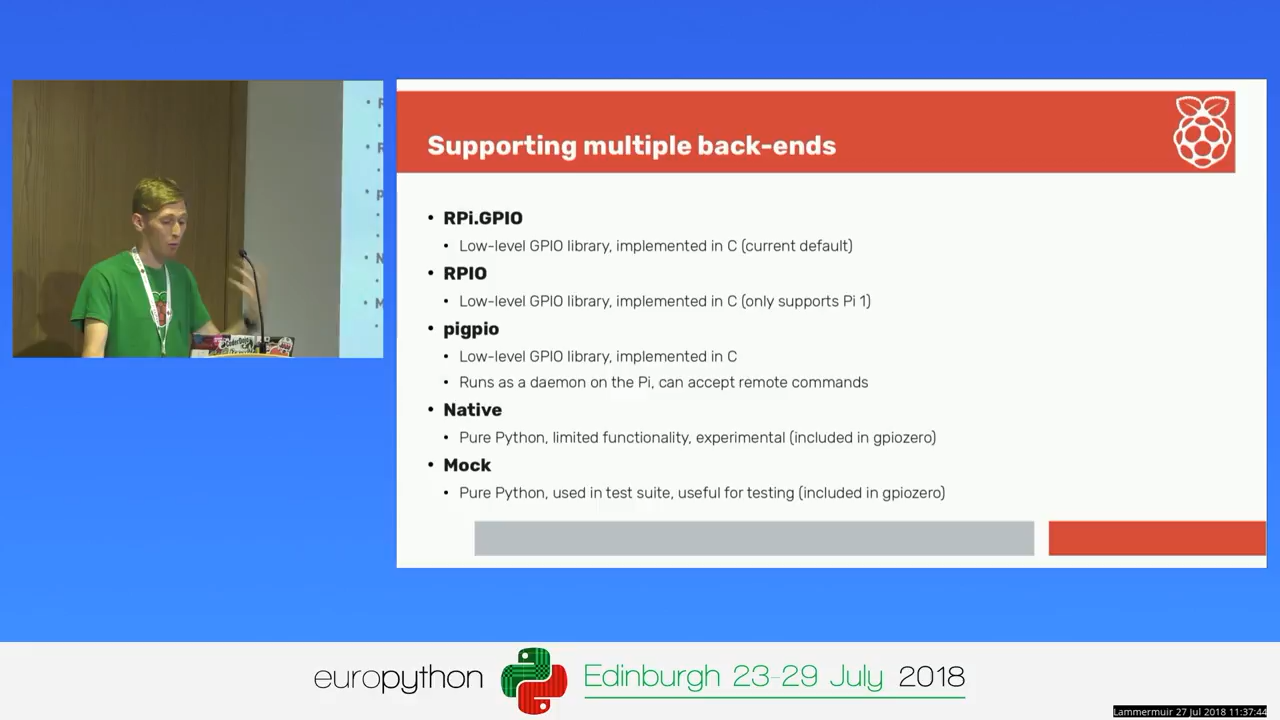 Supporting multiple back-ends
• RPi.GPIO
• Low-level GPIO library, implemented in C (current default)
• RPIO
• Low-level GPIO library, implemented in C (only supports Pi 1)
• pigpio
• Low-level GPIO library, implemented in C
• Runs as a daemon on the Pi, can accept remote commands
• Native
• Pure Python, limited functionality, experimental (included in gpiozero)
• Mock
• Pure Python, used in test suite, useful for testing (included in gpiozero)
europython Edinburgh 23-29 July 2018
Lammermuir 27 Jul 2018 11:37:44